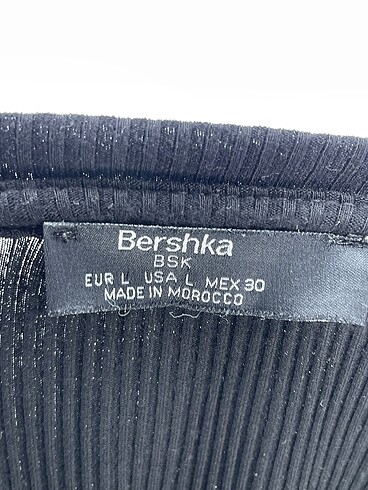 Bershka
BSK
EUR L USA L MEX 30
MADE IN MOROCCO